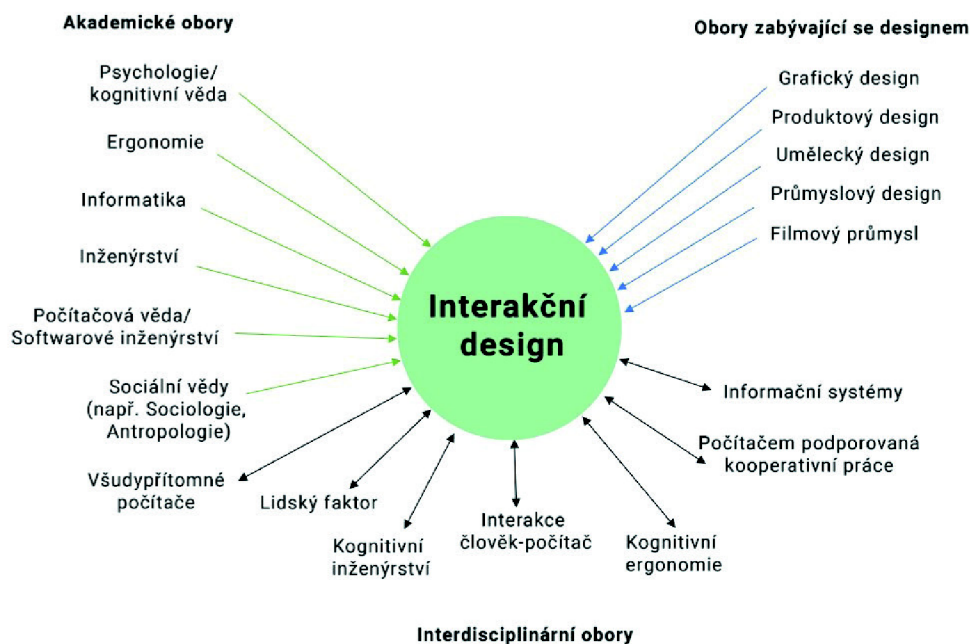 Akademické obory
Psychologie/
kognitivní věda
Ergonomie
Informatika
Inženýrství
Počítačová věda/
Softwarové inženýrství
Sociální vědy
(např. Sociologie,
Antropologie)
Obory zabývající se designem
Grafický design
Produktový design
Umělecký design
Průmyslový design
Filmový průmysl
Interakční
design
Všudypřítomné
počítače
Lidský faktor
Kognitivní
inženýrství
Interakce
člověk-počítač
Kognitivní
ergonomie
Počítačem podporovaná
kooperativní práce
Informační systémy
Interdisciplinární obory